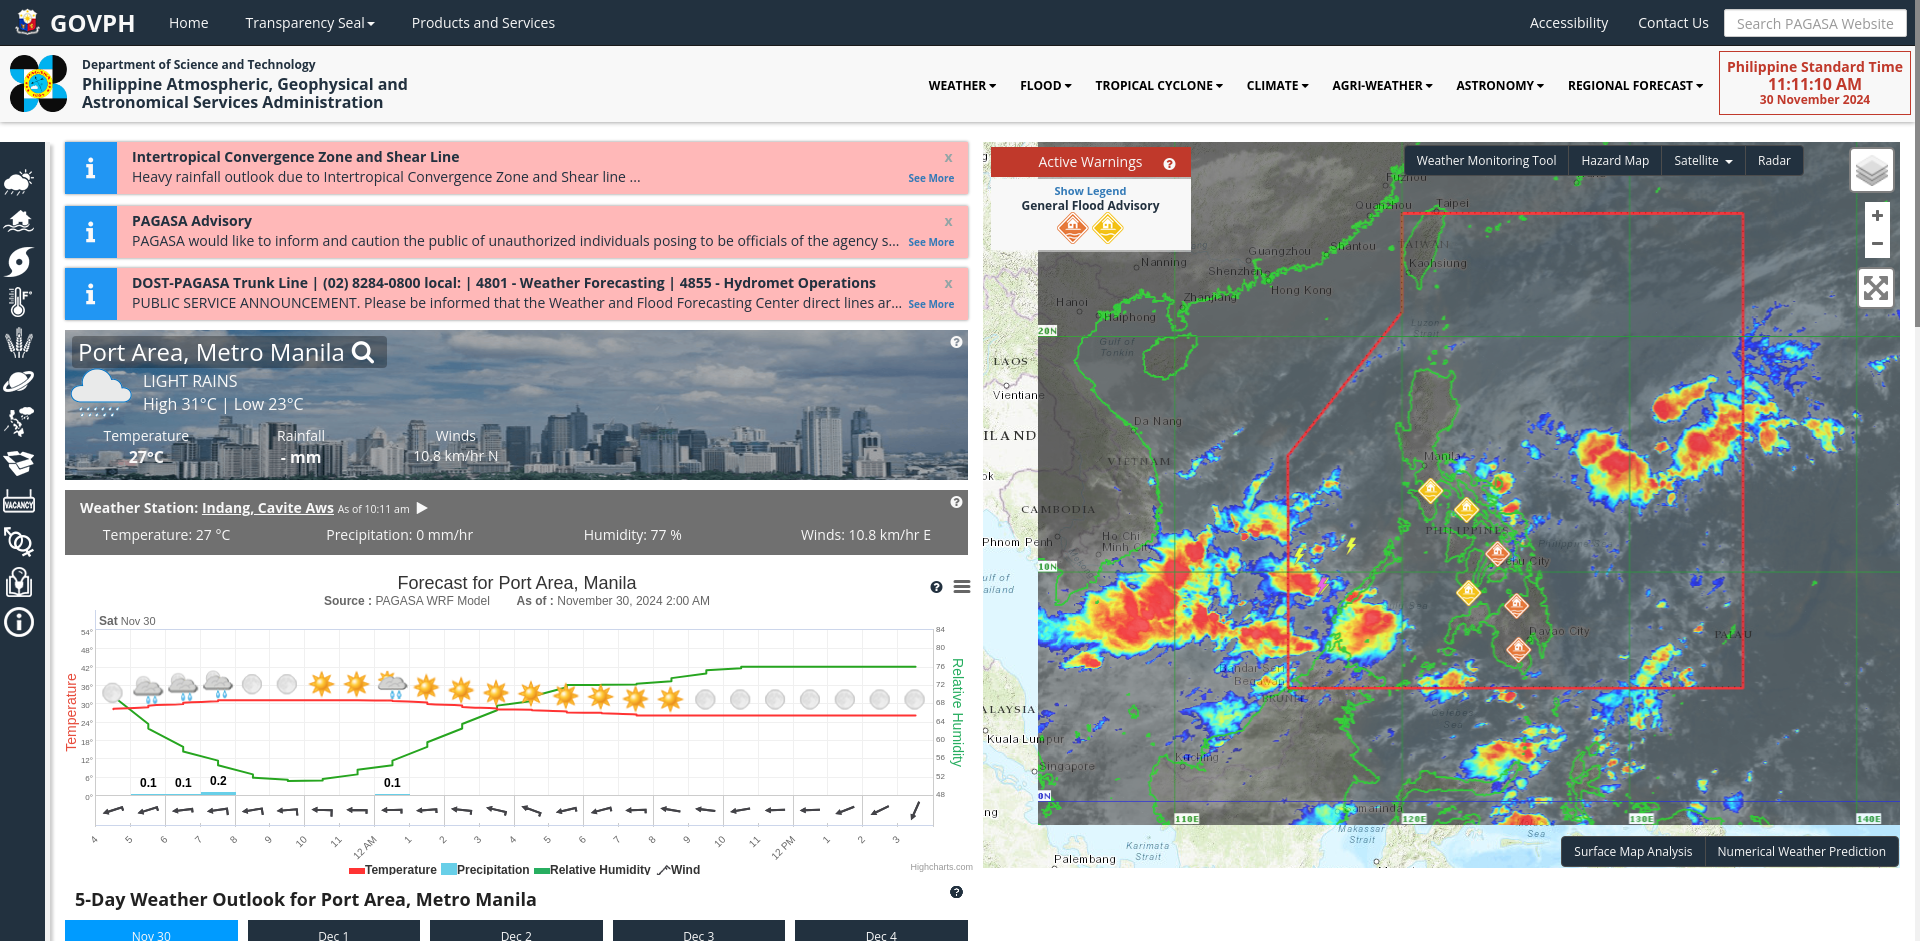 GOVPH
Home
Transparency Seal
Products and Services
Accessibility
Contact Us
Search PAGASA Website
Department of Science and Technology
Philippine Atmospheric, Geophysical and
Astronomical Services Administration
WEATHER
FLOOD
TROPICAL CYCLONE
CLIMATE
AGRI-WEATHER
ASTRONOMY
REGIONAL FORECAST
Philippine Standard Time
11:11:10 AM
30 November 2024
Intertropical Convergence Zone and Shear Line
x
Heavy rainfall outlook due to Intertropical Convergence Zone and Shear line ...
See More
PAGASA Advisory
x
PAGASA would like to inform and caution the public of unauthorized individuals posing to be officials of the agency s...
See More
DOST-PAGASA Trunk Line | (02) 8284-0800 local: | 4801 - Weather Forecasting | 4855 - Hydromet Operations
x
PUBLIC SERVICE ANNOUNCEMENT. Please be informed that the Weather and Flood Forecasting Center direct lines ar...
See More
Port Area, Metro Manila
LIGHT RAINS
High 31°C | Low 23°C
Temperature
Rainfall
Winds
27°C
- mm
10.8 km/hr N
Weather Station: Indang, Cavite Aws As of 10:11 am
Temperature: 27 °C
Precipitation: 0 mm/hr
Humidity: 77 %
Winds: 10.8 km/hr E
Forecast for Port Area, Manila
Source : PAGASA WRF Model As of : November 30, 2024 2:00 AM
Sat Nov 30
Temperature
54°
48°
42°
36°
30°
24°
18°
12°
6°
0°
84
80
76
72
68
64
60
56
52
48
Relative Humidity
0.1
0.1
0.2
0.1
4 5 6 7 8 9 10 11 12 AM 1 2 3 4 5 6 7 8 9 10 11 12 PM 1 2 3
Temperature
Precipitation
Relative Humidity
Wind
Highcharts.com
5-Day Weather Outlook for Port Area, Metro Manila
Nov 30
Dec 1
Dec 2
Dec 3
Dec 4
Active Warnings
Show Legend
General Flood Advisory
Weather Monitoring Tool
Hazard Map
Satellite
Radar
+
−
Fuzhou
Quanzhou
Taipei
Shantou
TAIWAN
Guangzhou
Kaohsiung
Nanning
Shenzhen
Hong Kong
Hanoi
Zhanjiang
Haiphong
20N
Luzon
Strait
Gulf of
Tonkin
LAOS
Vientiane
Da Nang
ILAND
Manila
VIETNAM
ok
CAMBODIA
PHILIPPINES
Phnom Penh
Ho Chi
Minh City
10N
ulf of
ailand
Davao City
PALAU
Bandar Seri
Begawan
BRUNEI
ALAYSIA
Kuala Lumpur
Kuching
Singapore
0N
ng
Samarinda
110E
120E
130E
140E
Makassar
Strait
Sea
Karimata
Strait
Palembang
Surface Map Analysis
Numerical Weather Prediction
VACANCY